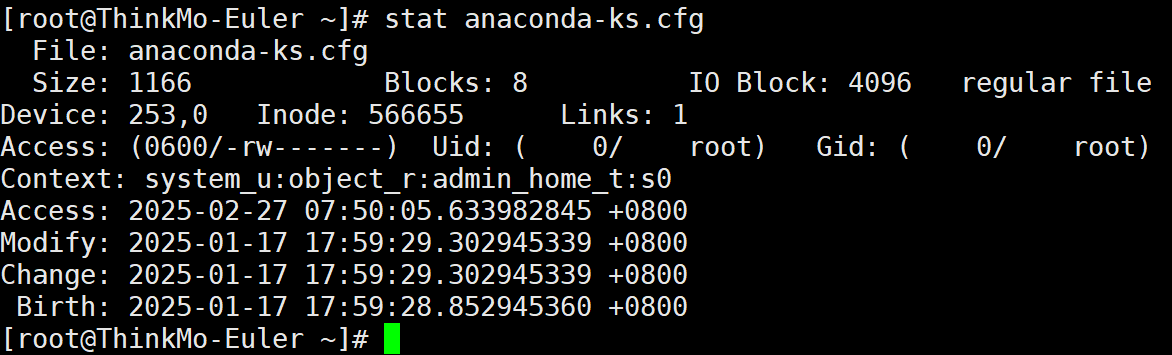 [root@ThinkMo-Euler ~]# stat anaconda-ks.cfg
  File: anaconda-ks.cfg
  Size: 1166            Blocks: 8          IO Block: 4096   regular file
Device: 253,0   Inode: 566655      Links: 1
Access: (0600/-rw-------)  Uid: (    0/    root)   Gid: (    0/    root)
Context: system_u:object_r:admin_home_t:s0
Access: 2025-02-27 07:50:05.633982845 +0800
Modify: 2025-01-17 17:59:29.302945339 +0800
Change: 2025-01-17 17:59:29.302945339 +0800
 Birth: 2025-01-17 17:59:28.852945360 +0800
[root@ThinkMo-Euler ~]#